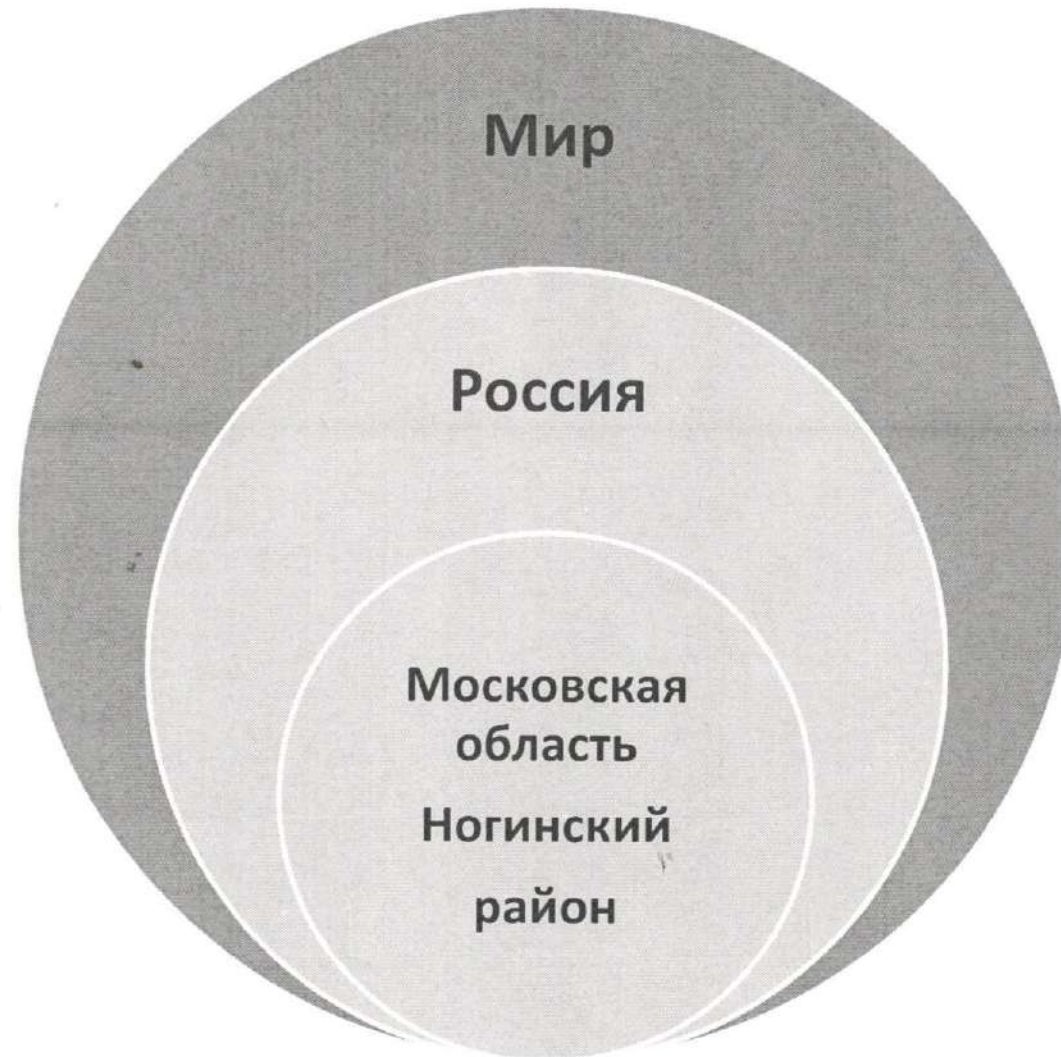 Мир
Россия
Московская
область
Ногинский
район